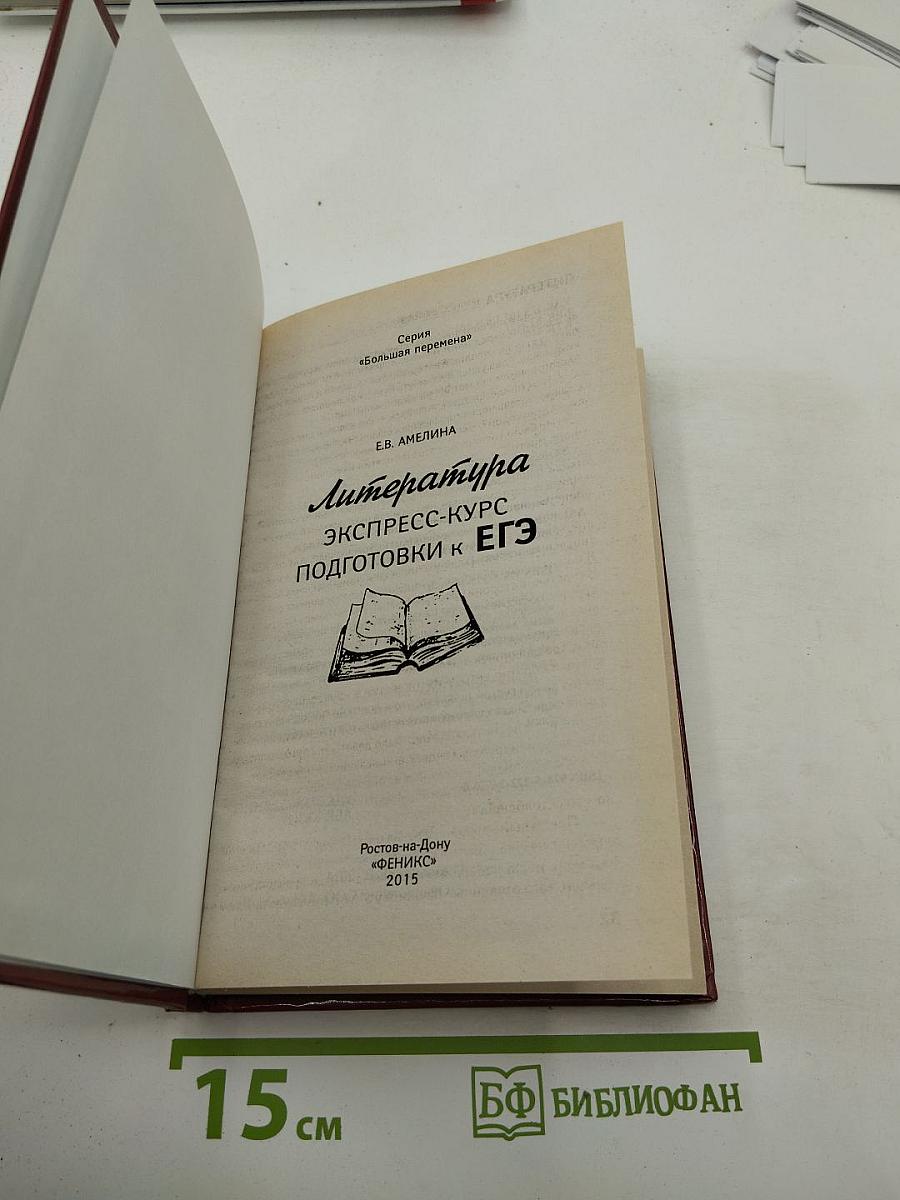 Серия
«Большая перемена»
Е.В. АМЕЛИНА
Литература
ЭКСПРЕСС-КУРС
ПОДГОТОВКИ к ЕГЭ
Ростов-на-Дону
«ФЕНИКС»
2015
15 см
БФ БИБЛИОФАН